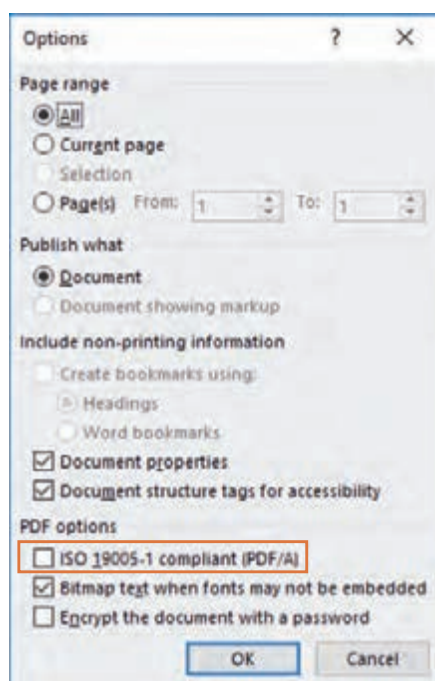 Options ? X
Page range
All
Current page
Selection
Page(s) From: 1 To: 1
Publish what
Document
Document showing markup
Include non-printing information
Create bookmarks using:
Headings
Word bookmarks
Document properties
Document structure tags for accessibility
PDF options
ISO 19005-1 compliant (PDF/A)
Bitmap text when fonts may not be embedded
Encrypt the document with a password
OK Cancel